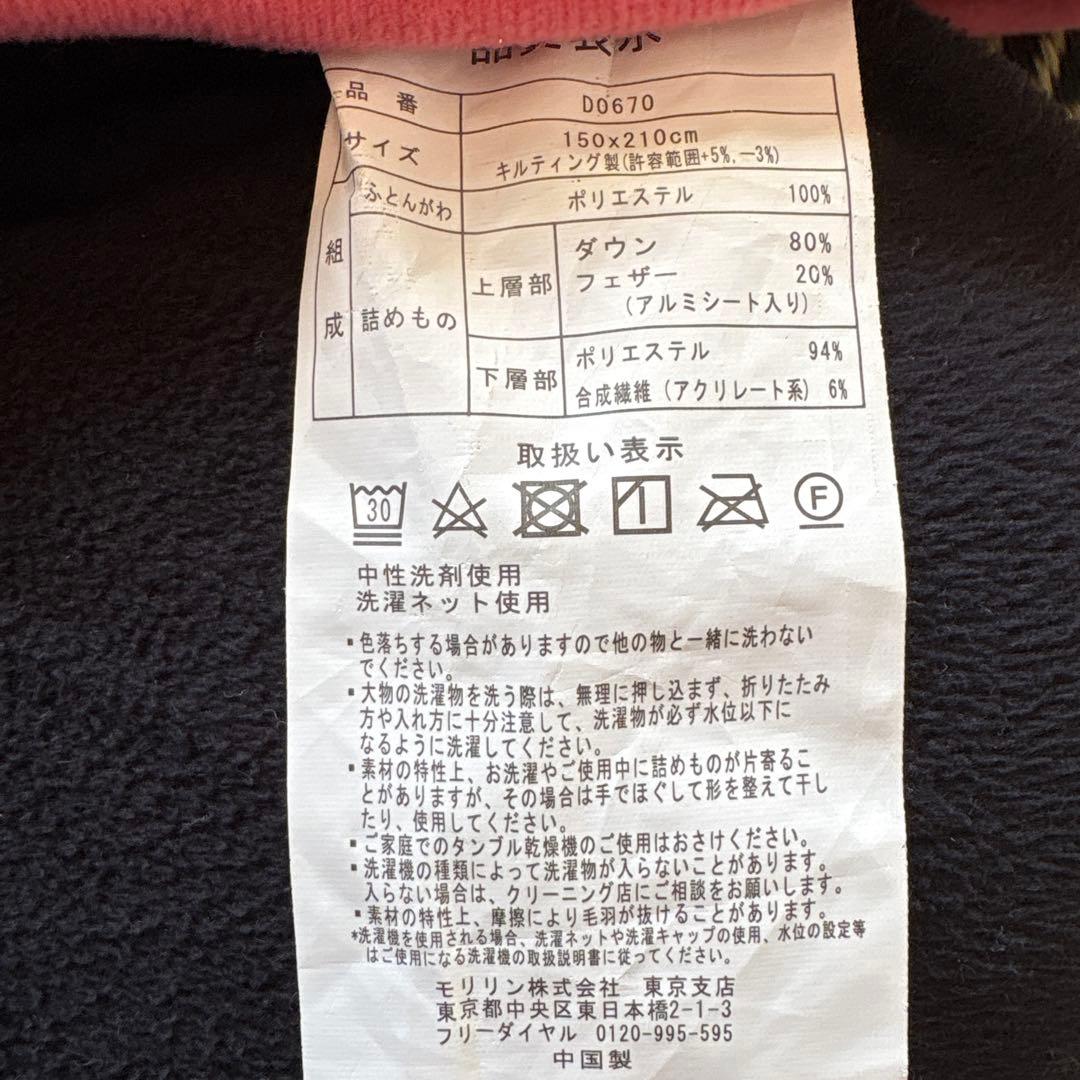 品質表示
品番 D0670
サイズ 150x210cm
キルティング製(許容範囲+5%,−3%)
組成 ふとんがわ ポリエステル 100%
詰めもの 上層部 ダウン 80%
フェザー 20%
(アルミシート入り)
下層部 ポリエステル 94%
合成繊維(アクリレート系) 6%
取扱い表示
30
F
中性洗剤使用
洗濯ネット使用
▪色落ちする場合がありますので他の物と一緒に洗わない
でください。
▪大物の洗濯物を洗う際は、無理に押し込まず、折りたたみ
方や入れ方に十分注意して、洗濯物が必ず水位以下に
なるように洗濯してください。
▪素材の特性上、お洗濯やご使用中に詰めものが片寄るこ
とがありますが、その場合は手でほぐして形を整えて干し
たり、使用してください。
▪ご家庭でのタンブル乾燥機のご使用はおさけください。
▪洗濯機の種類によって洗濯物が入らないことがあります。
入らない場合は、クリーニング店にご相談をお願いします。
▪素材の特性上、摩擦により毛羽が抜けることがあります。
*洗濯機を使用される場合、洗濯ネットや洗濯キャップの使用、水位の設定等
はご使用になる洗濯機の取扱説明書に従ってください。
モリリン株式会社 東京支店
東京都中央区東日本橋2-1-3
フリーダイヤル 0120-995-595
中国製